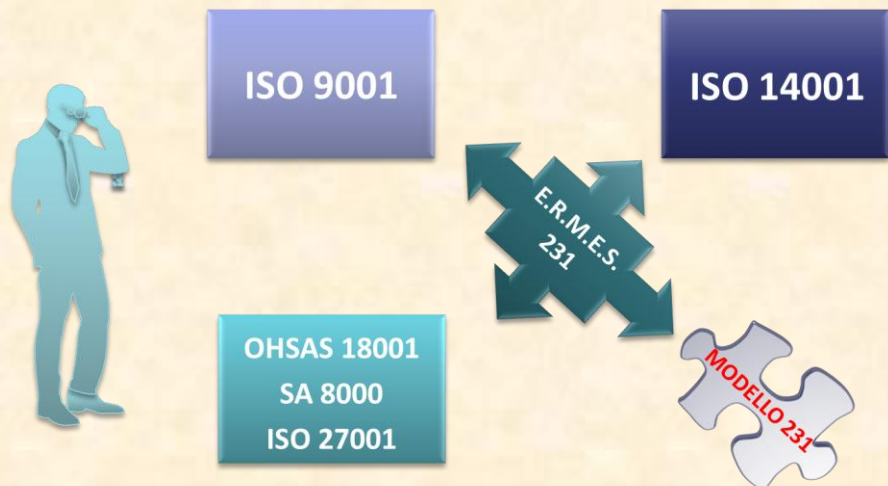 ISO 9001
ISO 14001
E.R.M.E.S.
231
OHSAS 18001
SA 8000
ISO 27001
MODELLO 231